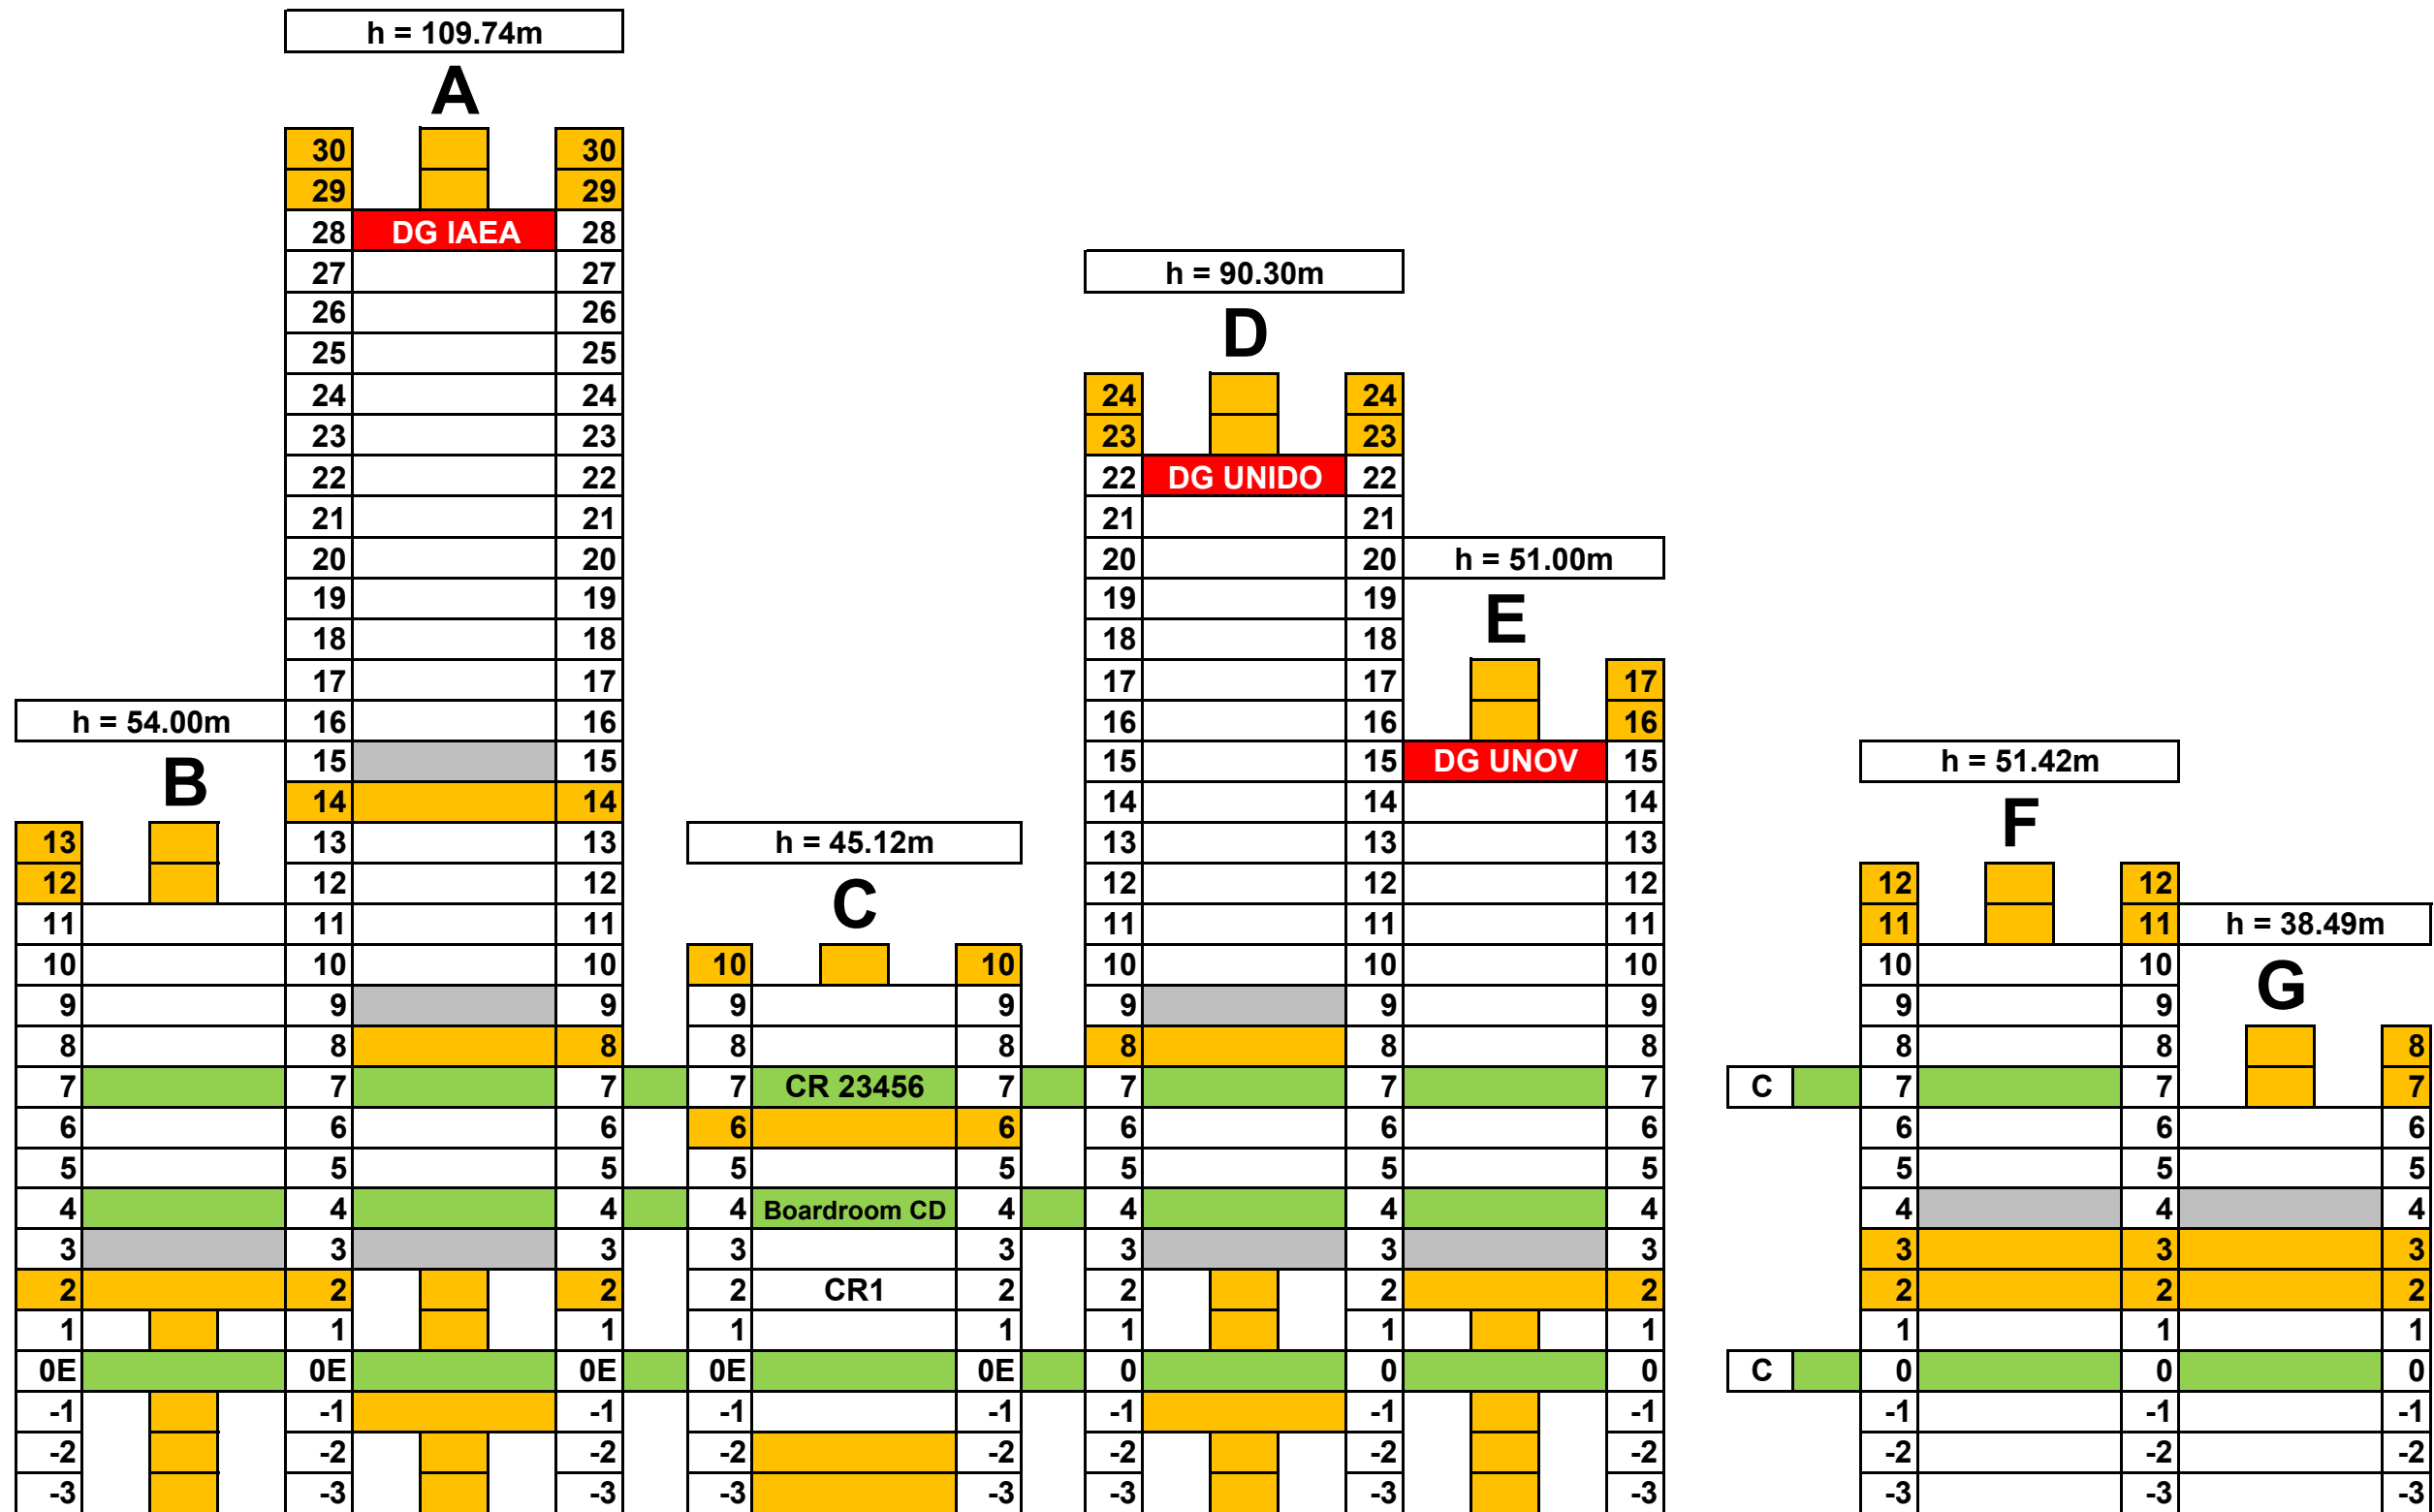 h = 109.74m
A
30 30
29 29
28 DG IAEA 28
h = 90.30m
27 27
26 26
D
25 25
24 24 24 24
23 23 23 23
22 22 22 DG UNIDO 22
21 21 21 21
20 20 20 20 h = 51.00m
19 19 19 19
E
18 18 18 18
17 17 17 17 17
h = 54.00m 16 16 16 16 16
B
15 15 15 15 DG UNOV 15 h = 51.42m
14 14 14 14 14
F
13 13 13 h = 45.12m 13 13 13
12 12 12 12 12 12 12 12
C
11 11 11 11 11 11 11 11 h = 38.49m
10 10 10 10 10 10 10 10 10 10
G
9 9 9 9 9 9 9 9 9 9
8 8 8 8 8 8 8 8 8 8 8
7 7 7 7 CR 23456 7 7 7 7 C 7 7 7
6 6 6 6 6 6 6 6 6 6 6
5 5 5 5 5 5 5 5 5 5 5
4 4 4 4 Boardroom CD 4 4 4 4 4 4 4
3 3 3 3 3 3 3 3 3 3 3
2 2 2 2 CR1 2 2 2 2 2 2 2
1 1 1 1 1 1 1 1 1 1 1
0E 0E 0E 0E 0E 0 0 0 C 0 0 0
-1 -1 -1 -1 -1 -1 -1 -1 -1 -1 -1
-2 -2 -2 -2 -2 -2 -2 -2 -2 -2 -2
-3 -3 -3 -3 -3 -3 -3 -3 -3 -3 -3